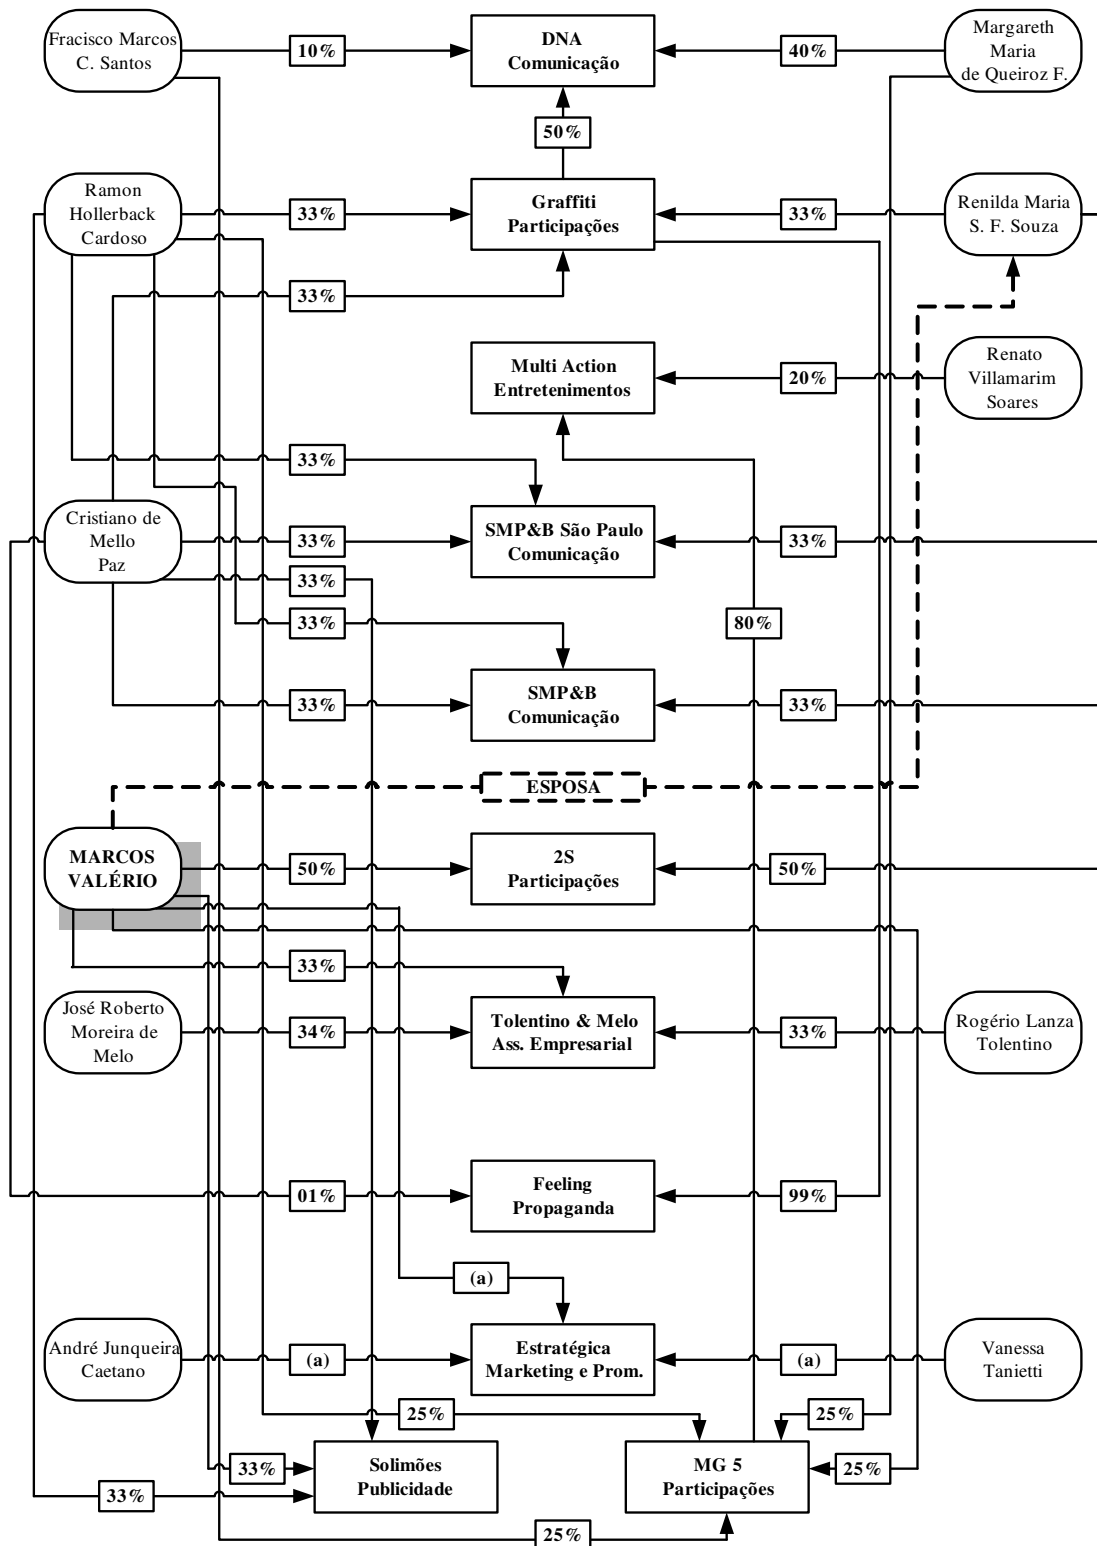 Fracisco Marcos
C. Santos
10%
DNA
Comunicação
40%
Margareth
Maria
de Queiroz F.
50%
Ramon
Hollerback
Cardoso
33%
Graffiti
Participações
33%
Renilda Maria
S. F. Souza
33%
Multi Action
Entretenimentos
20%
Renato
Villamarim
Soares
33%
Cristiano de
Mello
Paz
33%
SMP&B São Paulo
Comunicação
33%
33%
33%
80%
33%
SMP&B
Comunicação
33%
ESPOSA
MARCOS
VALÉRIO
50%
2S
Participações
50%
33%
José Roberto
Moreira de
Melo
34%
Tolentino & Melo
Ass. Empresarial
33%
Rogério Lanza
Tolentino
01%
Feeling
Propaganda
99%
(a)
André Junqueira
Caetano
(a)
Estratégica
Marketing e Prom.
(a)
Vanessa
Tanietti
25%
25%
33%
Solimões
Publicidade
MG 5
Participações
25%
33%
25%